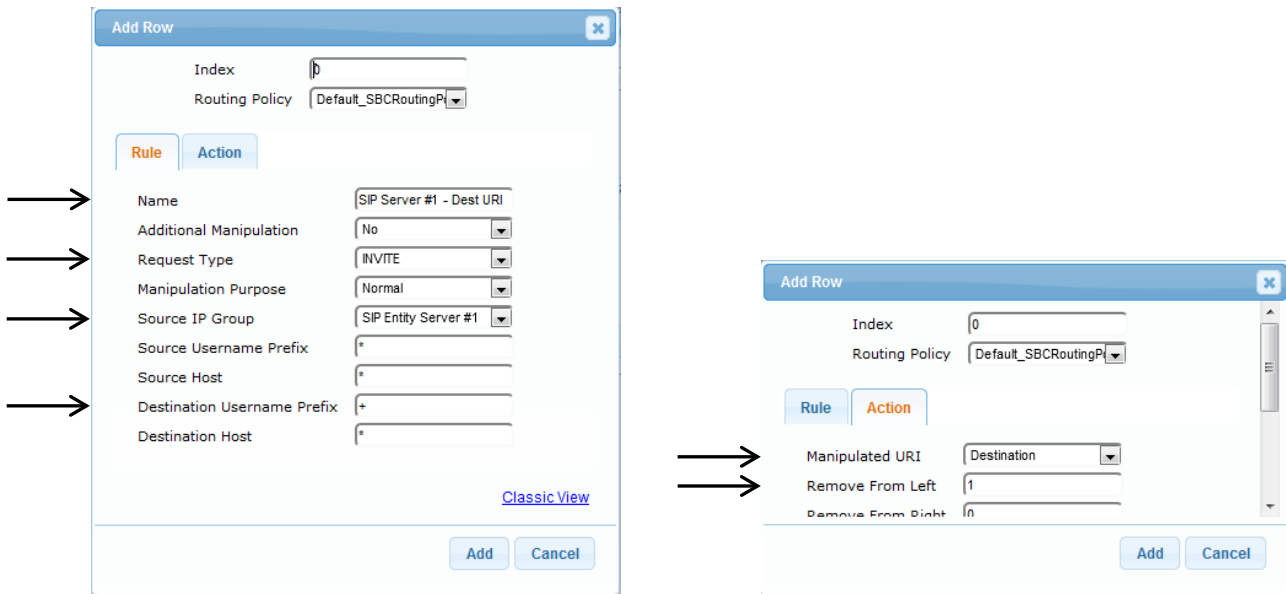 Add Row
Index 0
Routing Policy Default_SBCRoutingP
Rule Action
Name SIP Server #1 - Dest URI
Additional Manipulation No
Request Type INVITE
Manipulation Purpose Normal
Source IP Group SIP Entity Server #1
Source Username Prefix *
Source Host *
Destination Username Prefix +
Destination Host *
Classic View
Add Cancel
Add Row
Index 0
Routing Policy Default_SBCRoutingP
Rule Action
Manipulated URI Destination
Remove From Left 1
Remove From Right 0
Add Cancel